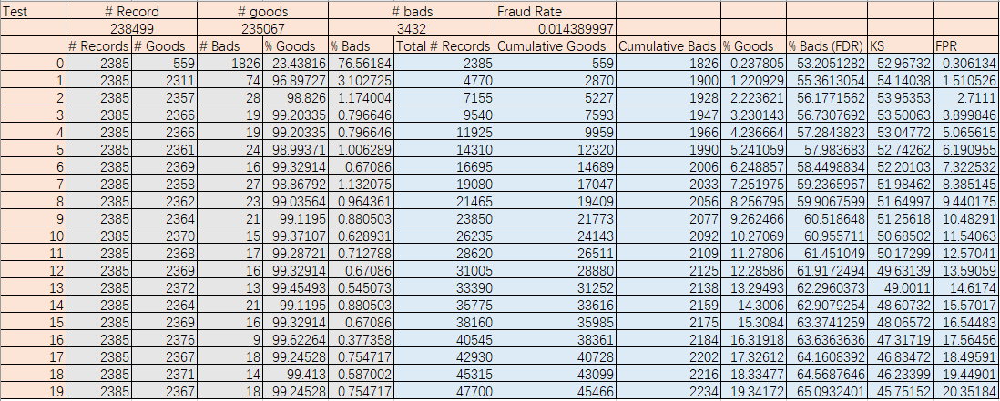 Test # Record # goods # bads Fraud Rate
238499 235067 3432 0.014389997
# Records # Goods # Bads % Goods % Bads Total # Records Cumulative Goods Cumulative Bads % Goods % Bads (FDR) KS FPR
0 2385 559 1826 23.43816 76.56184 2385 559 1826 0.237805 53.2051282 52.96732 0.306134
1 2385 2311 74 96.89727 3.102725 4770 2870 1900 1.220929 55.3613054 54.14038 1.510526
2 2385 2357 28 98.826 1.174004 7155 5227 1928 2.223621 56.1771562 53.95353 2.7111
3 2385 2366 19 99.20335 0.796646 9540 7593 1947 3.230143 56.7307692 53.50063 3.899846
4 2385 2366 19 99.20335 0.796646 11925 9959 1966 4.236664 57.2843823 53.04772 5.065615
5 2385 2361 24 98.99371 1.006289 14310 12320 1990 5.241059 57.983683 52.74262 6.190955
6 2385 2369 16 99.32914 0.67086 16695 14689 2006 6.248857 58.4498834 52.20103 7.322532
7 2385 2358 27 98.86792 1.132075 19080 17047 2033 7.251975 59.2365967 51.98462 8.385145
8 2385 2362 23 99.03564 0.964361 21465 19409 2056 8.256795 59.9067599 51.64997 9.440175
9 2385 2364 21 99.1195 0.880503 23850 21773 2077 9.262466 60.518648 51.25618 10.48291
10 2385 2370 15 99.37107 0.628931 26235 24143 2092 10.27069 60.955711 50.68502 11.54063
11 2385 2368 17 99.28721 0.712788 28620 26511 2109 11.27806 61.451049 50.17299 12.57041
12 2385 2369 16 99.32914 0.67086 31005 28880 2125 12.28586 61.9172494 49.63139 13.59059
13 2385 2372 13 99.45493 0.545073 33390 31252 2138 13.29493 62.2960373 49.0011 14.6174
14 2385 2364 21 99.1195 0.880503 35775 33616 2159 14.3006 62.9079254 48.60732 15.57017
15 2385 2369 16 99.32914 0.67086 38160 35985 2175 15.3084 63.3741259 48.06572 16.54483
16 2385 2376 9 99.62264 0.377358 40545 38361 2184 16.31918 63.6363636 47.31719 17.56456
17 2385 2367 18 99.24528 0.754717 42930 40728 2202 17.32612 64.1608392 46.83472 18.49591
18 2385 2371 14 99.413 0.587002 45315 43099 2216 18.33477 64.5687646 46.23399 19.44901
19 2385 2367 18 99.24528 0.754717 47700 45466 2234 19.34172 65.0932401 45.75152 20.35184